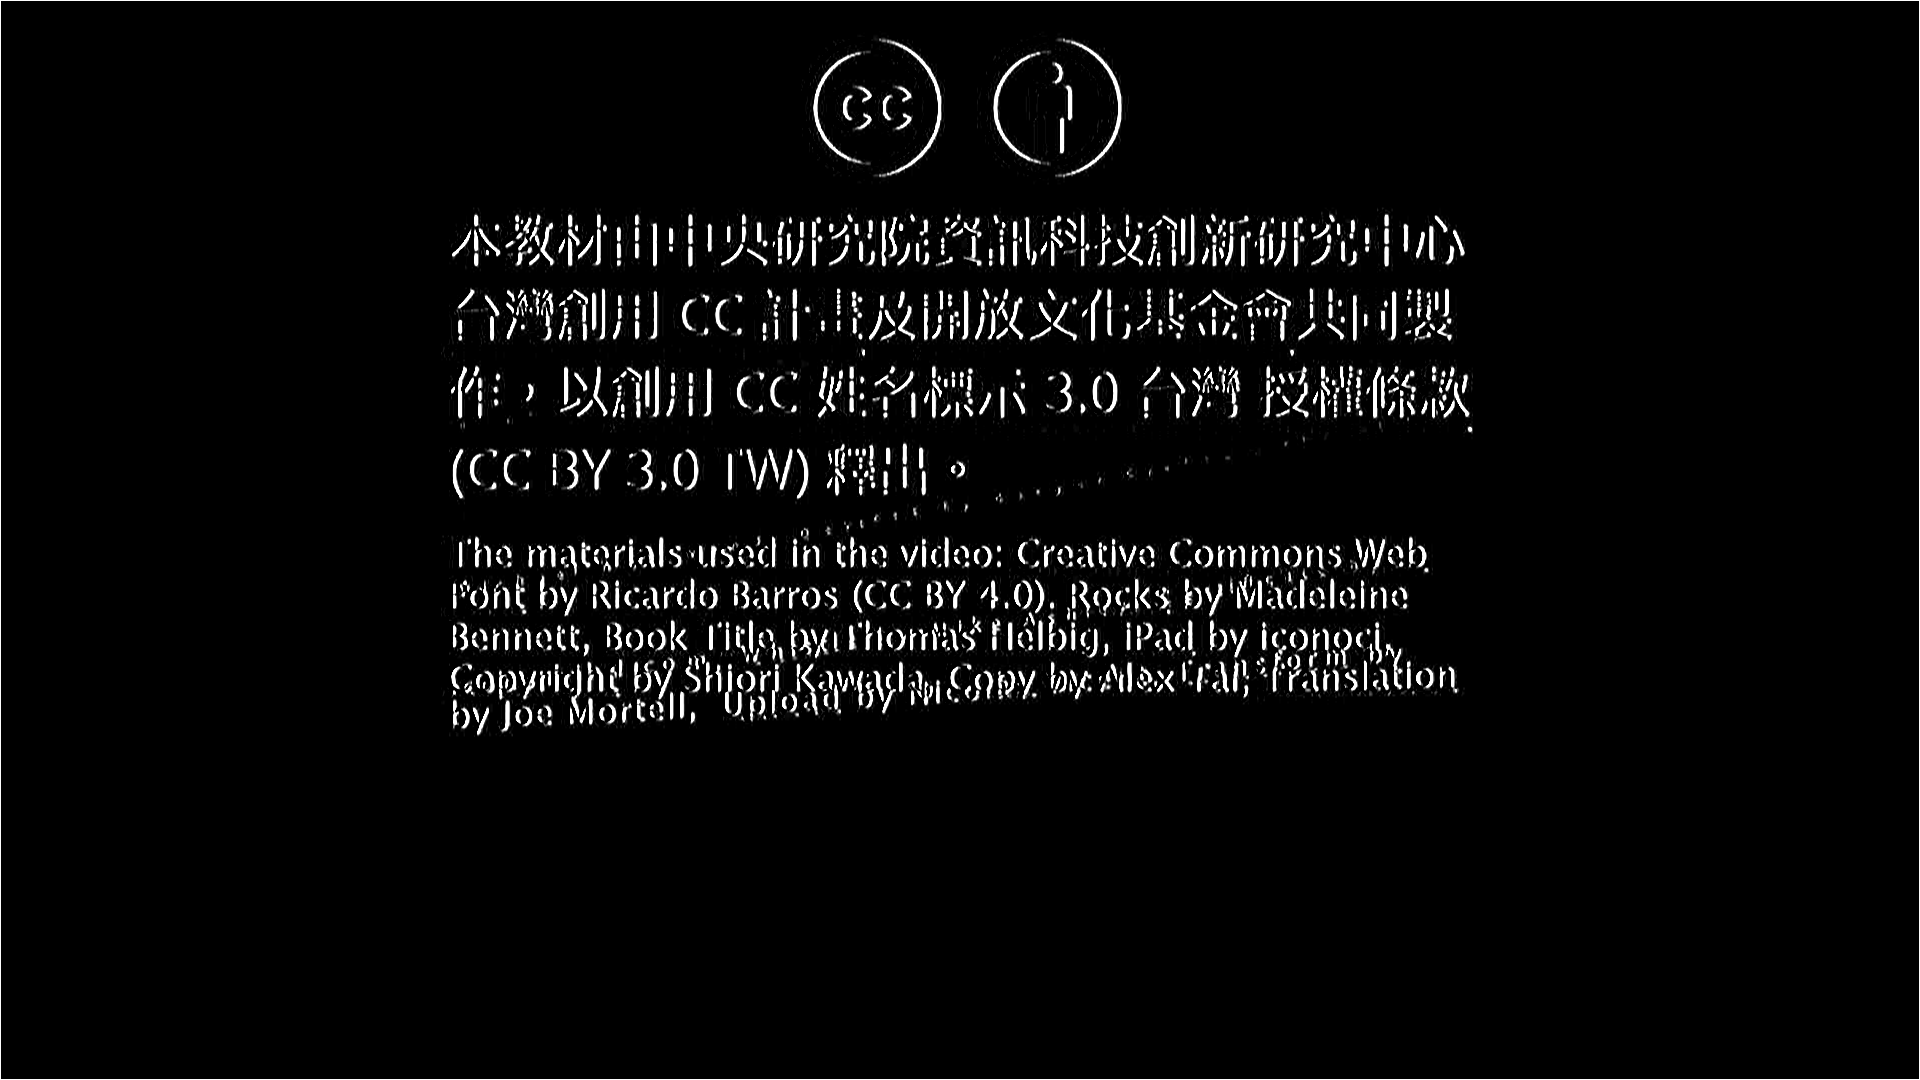 cc
本教材由中央研究院資訊科技創新研究中心
台灣創用 CC 計畫及開放文化基金會共同製
作，以創用 CC 姓名標示 3.0 台灣 授權條款
(CC BY 3.0 TW) 釋出。
The materials used in the video: Creative Commons Web
Font by Ricardo Barros (CC BY 4.0), Rocks by Madeleine
Bennett, Book Title by Thomas Helbig, iPad by iconoci,
Copyright by Shiori Kawada, Copy by Alex Fal, Translation
by Joe Mortell, Upload by